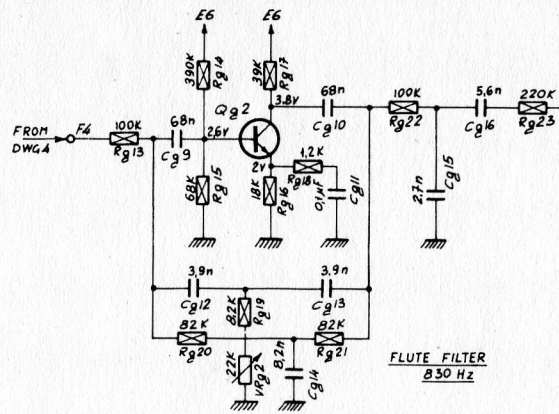 E6
E6
390K
Rg14
39K
Rg17
Qg2
3.8V
68n
Cg10
100K
Rg22
5,6n
Cg16
220K
Rg23
FROM
DWG4
F4
100K
Rg13
68n
Cg9
2.6V
2V
1,2K
Rg18
68K
Rg15
18K
Rg16
0,1µF
Cg11
2,7n
Cg15
3,9n
Cg12
3,9n
Cg13
8,2K
Rg19
82K
Rg20
82K
Rg21
22K
VRg2
8,2n
Cg14
FLUTE FILTER
830 Hz